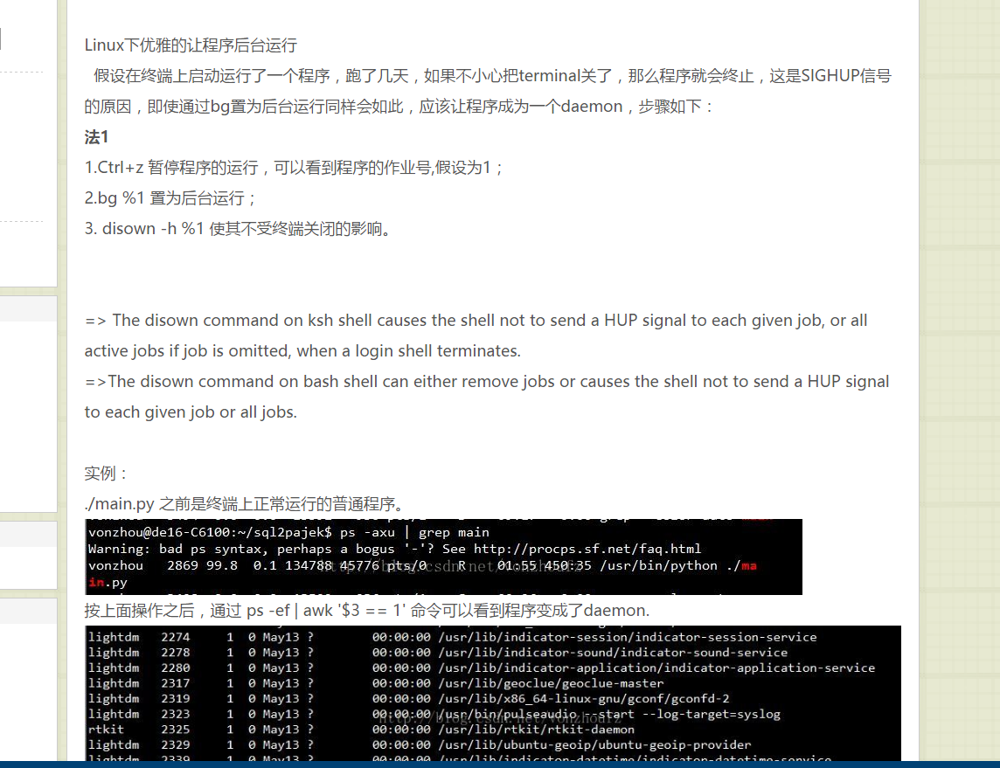 Linux下优雅的让程序后台运行
假设在终端上启动运行了一个程序，跑了几天，如果不小心把terminal关了，那么程序就会终止，这是SIGHUP信号
的原因，即使通过bg置为后台运行同样会如此，应该让程序成为一个daemon，步骤如下：
法1
1.Ctrl+z 暂停程序的运行，可以看到程序的作业号,假设为1；
2.bg %1 置为后台运行；
3. disown -h %1 使其不受终端关闭的影响。
=> The disown command on ksh shell causes the shell not to send a HUP signal to each given job, or all
active jobs if job is omitted, when a login shell terminates.
=>The disown command on bash shell can either remove jobs or causes the shell not to send a HUP signal
to each given job or all jobs.
实例：
./main.py 之前是终端上正常运行的普通程序。
vonzhou@de16-C6100:~/sql2pajek$ ps -axu | grep main
Warning: bad ps syntax, perhaps a bogus '-'? See http://procps.sf.net/faq.html
vonzhou 2869 99.8 0.1 134788 45776 pts/0 R 01:55 450:35 /usr/bin/python ./ma
in.py
按上面操作之后，通过 ps -ef | awk '$3 == 1' 命令可以看到程序变成了daemon.
lightdm 2274 1 0 May13 ? 00:00:00 /usr/lib/indicator-session/indicator-session-service
lightdm 2278 1 0 May13 ? 00:00:00 /usr/lib/indicator-sound/indicator-sound-service
lightdm 2280 1 0 May13 ? 00:00:00 /usr/lib/indicator-application/indicator-application-service
lightdm 2317 1 0 May13 ? 00:00:00 /usr/lib/geoclue/geoclue-master
lightdm 2319 1 0 May13 ? 00:00:00 /usr/lib/x86_64-linux-gnu/gconf/gconfd-2
lightdm 2323 1 0 May13 ? 00:00:00 /usr/bin/pulseaudio --start --log-target=syslog
rtkit 2325 1 0 May13 ? 00:00:00 /usr/lib/rtkit/rtkit-daemon
lightdm 2329 1 0 May13 ? 00:00:00 /usr/lib/ubuntu-geoip/ubuntu-geoip-provider
lightdm 2339 1 0 May13 ? 00:00:00 /usr/lib/indicator-datetime/indicator-datetime-service